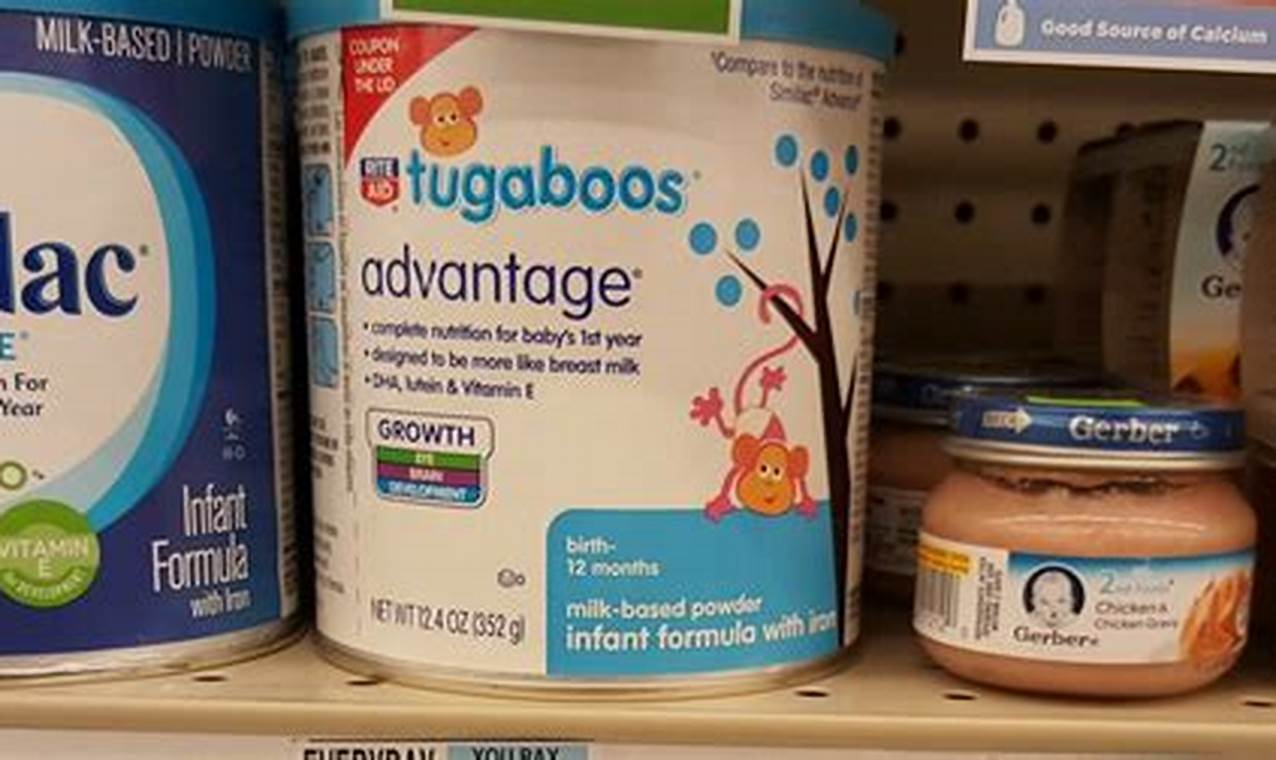 MILK-BASED | POWDER
lac®
E®
n For
Year
VITAMIN
E
Infant
Formula
with Iron
COUPON
UNDER
THE LID
*Compare to the nutrition of
Similac® Advance®
RITE
AID
tugaboos
advantage®
• complete nutrition for baby's 1st year
• designed to be more like breast milk
• DHA, lutein & Vitamin E
GROWTH
EYE
BRAIN
DEVELOPMENT
birth-
12 months
NET WT 12.4 OZ (352 g)
milk-based powder
infant formula with iron
Good Source of Calcium
2nd
Ge
Gerber
2nd Foods®
Chicken &
Chicken Gravy
Gerber®
EVERYDAY
YOU PAY